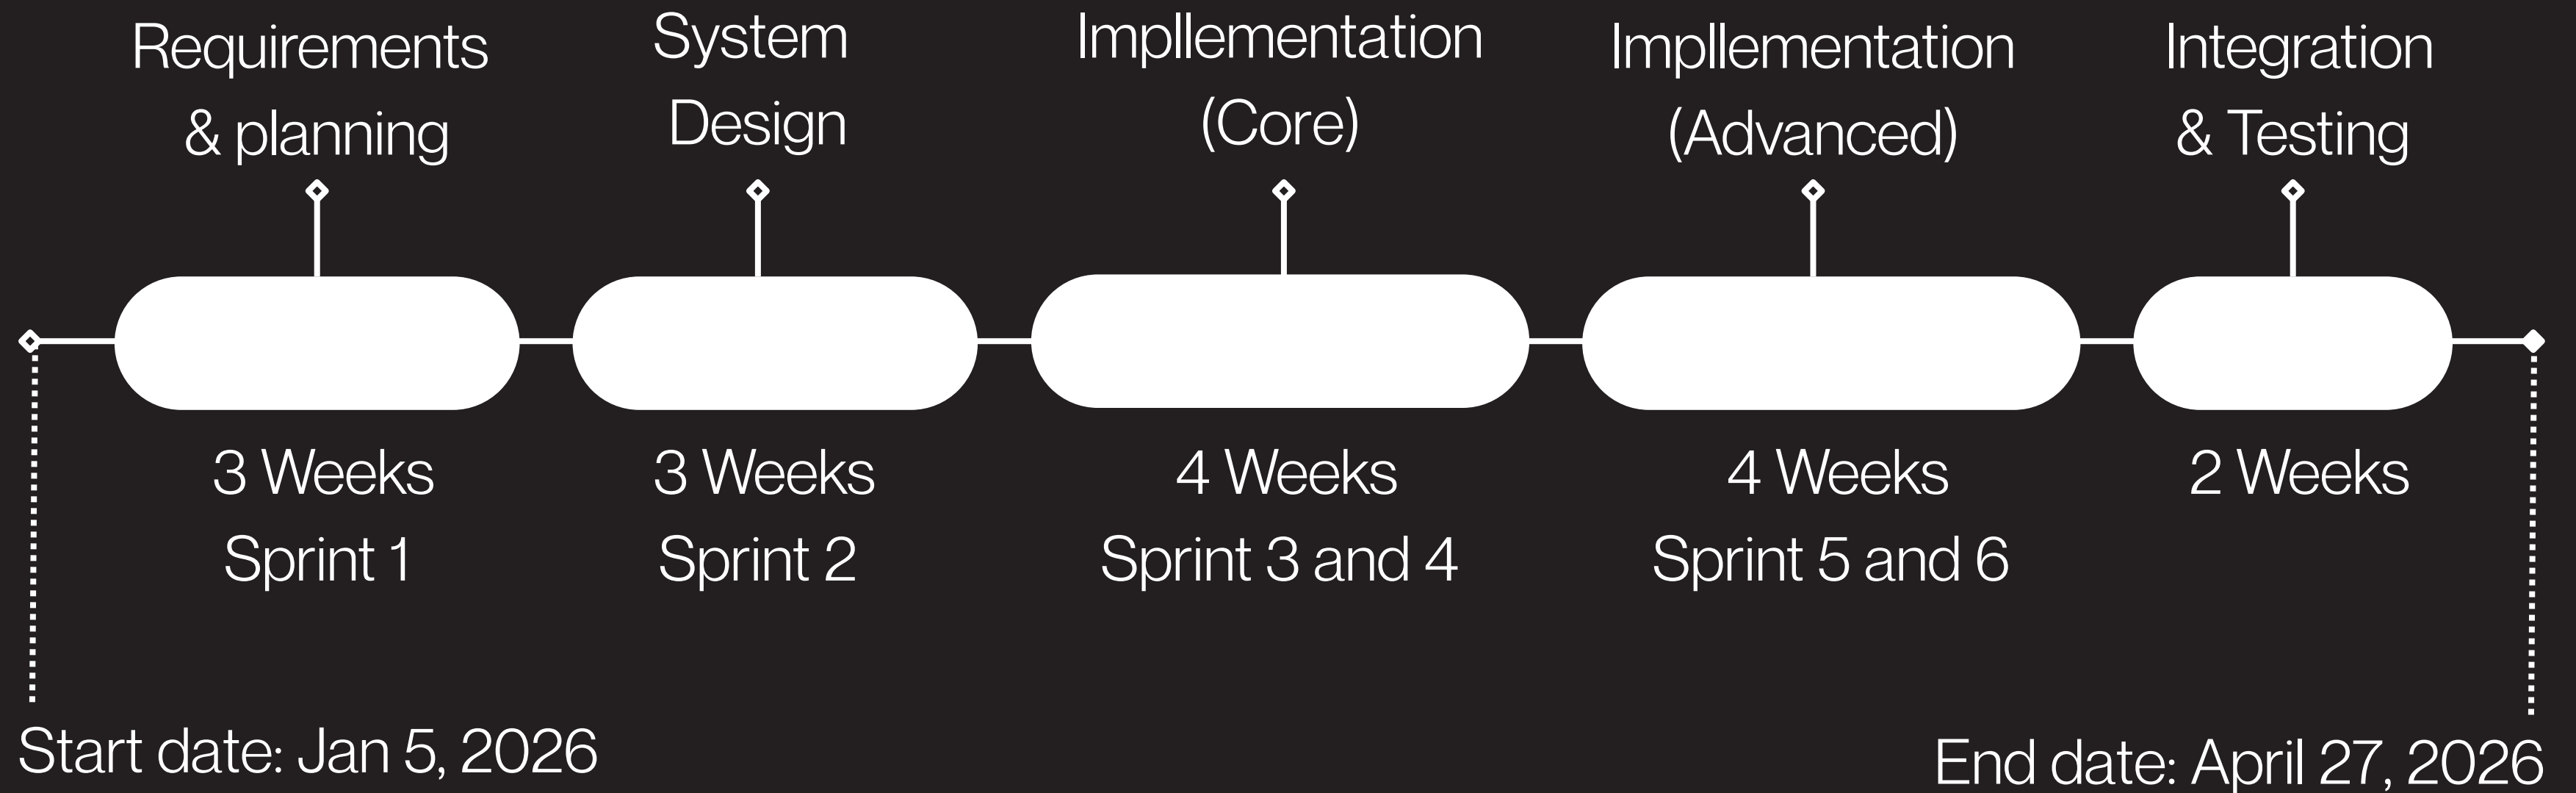 Requirements
& planning
System
Design
Impllementation
(Core)
Impllementation
(Advanced)
Integration
& Testing
3 Weeks
Sprint 1
3 Weeks
Sprint 2
4 Weeks
Sprint 3 and 4
4 Weeks
Sprint 5 and 6
2 Weeks
Start date: Jan 5, 2026
End date: April 27, 2026